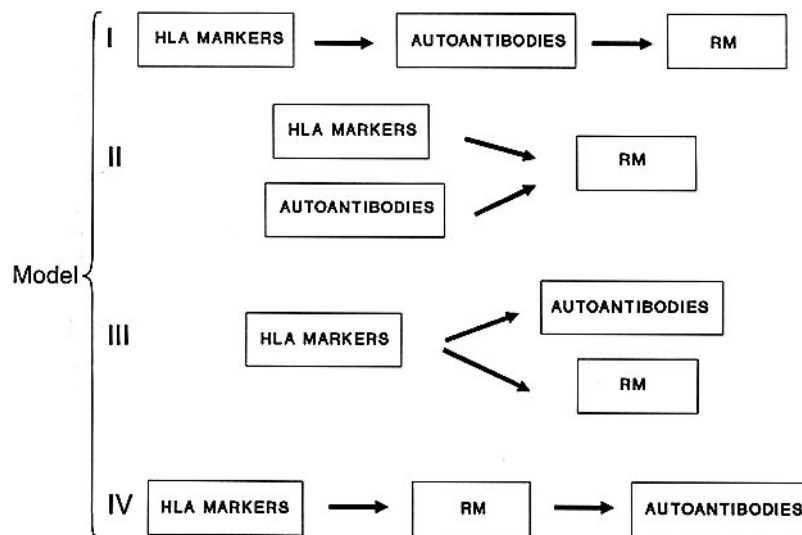 I HLA MARKERS AUTOANTIBODIES RM
HLA MARKERS
II RM
AUTOANTIBODIES
Model
AUTOANTIBODIES
III HLA MARKERS
RM
IV HLA MARKERS RM AUTOANTIBODIES